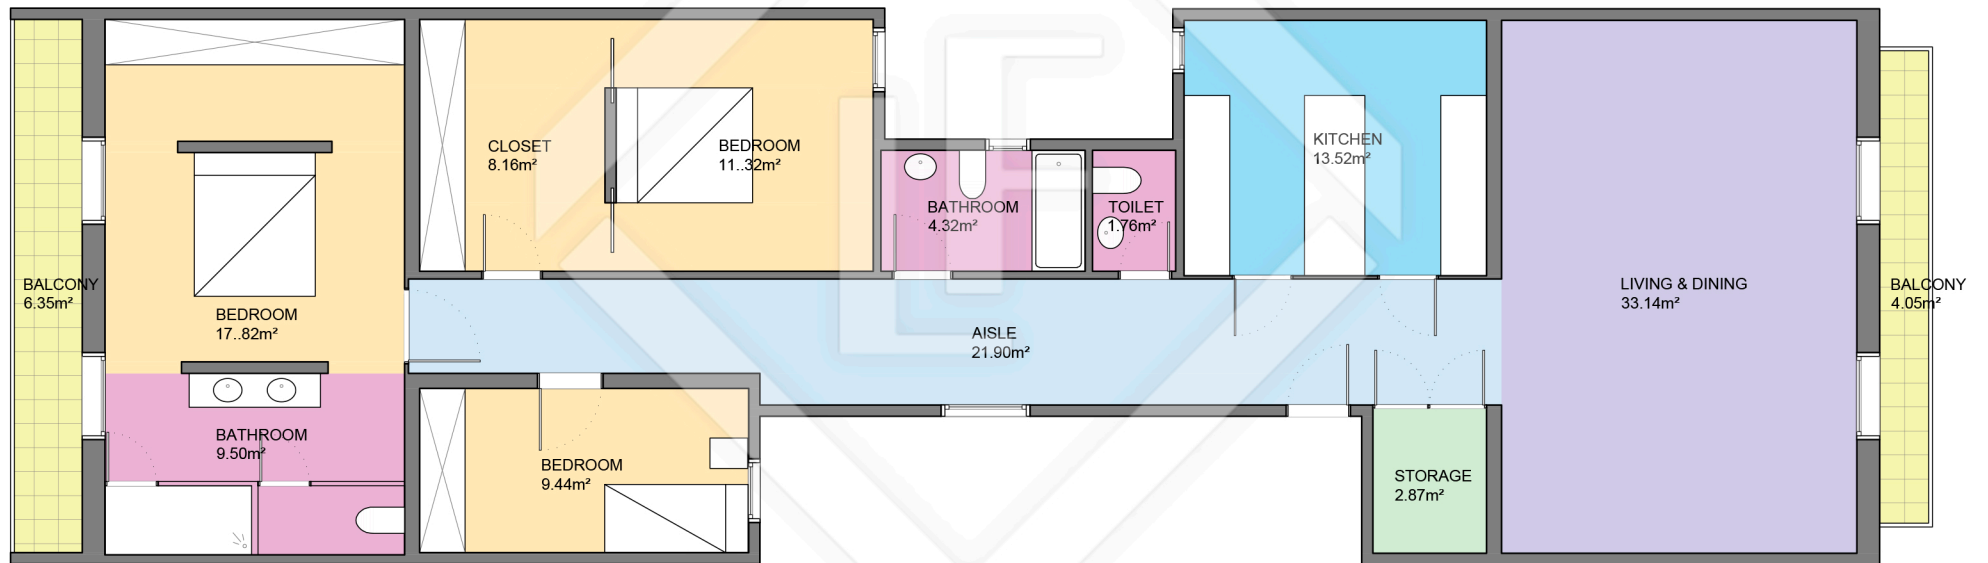 CLOSET
8.16m²
BEDROOM
11..32m²
KITCHEN
13.52m²
BATHROOM
4.32m²
TOILET
1.76m²
BALCONY
6.35m²
BEDROOM
17..82m²
AISLE
21.90m²
LIVING & DINING
33.14m²
BALCONY
4.05m²
BATHROOM
9.50m²
BEDROOM
9.44m²
STORAGE
2.87m²